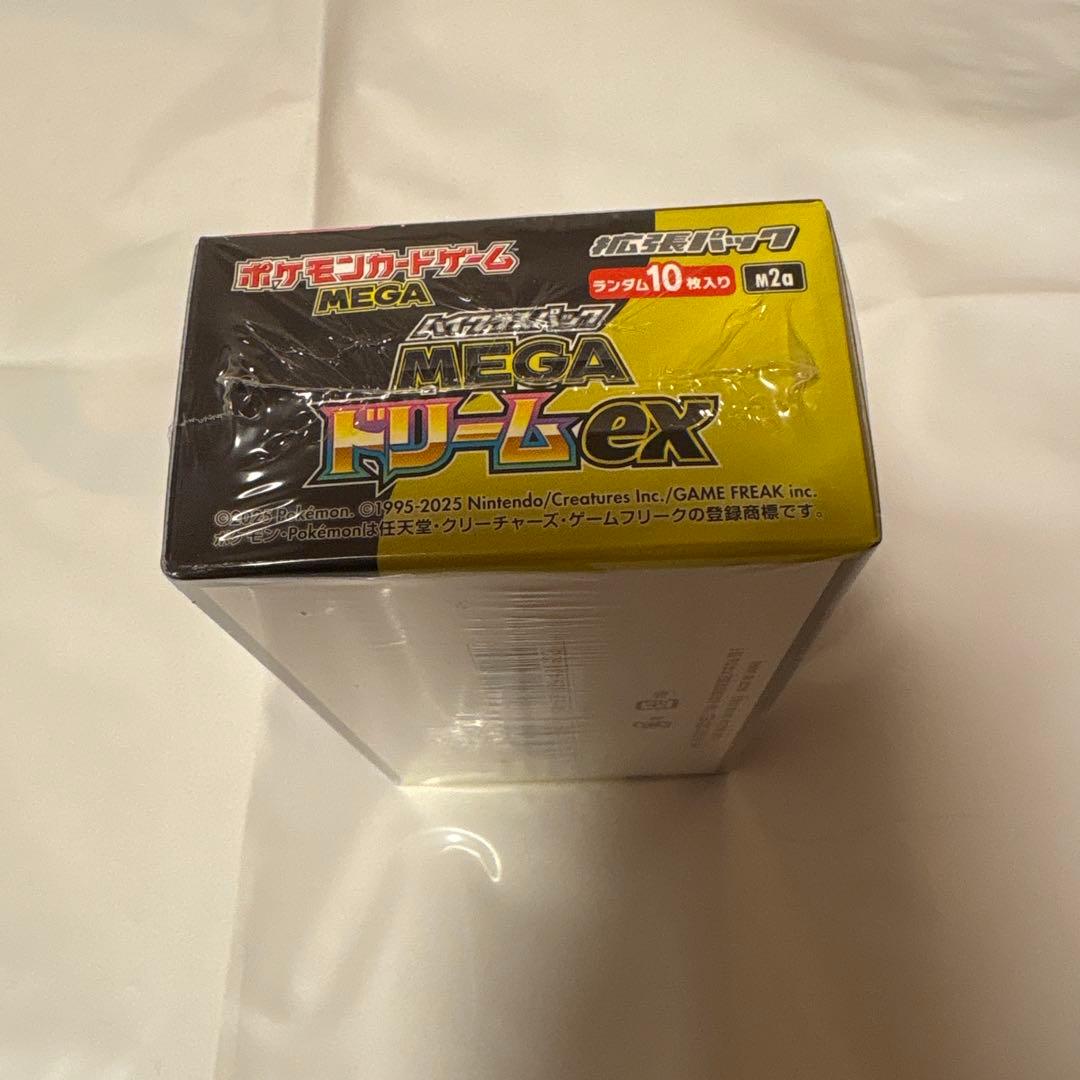 ポケモンカードゲーム
MEGA
拡張パック
ランダム10枚入り
M2a
ハイクラスパック
MEGA
ドリームex
©2025 Pokémon. ©1995-2025 Nintendo/Creatures Inc./GAME FREAK inc.
ポケモン・Pokémonは任天堂・クリーチャーズ・ゲームフリークの登録商標です。